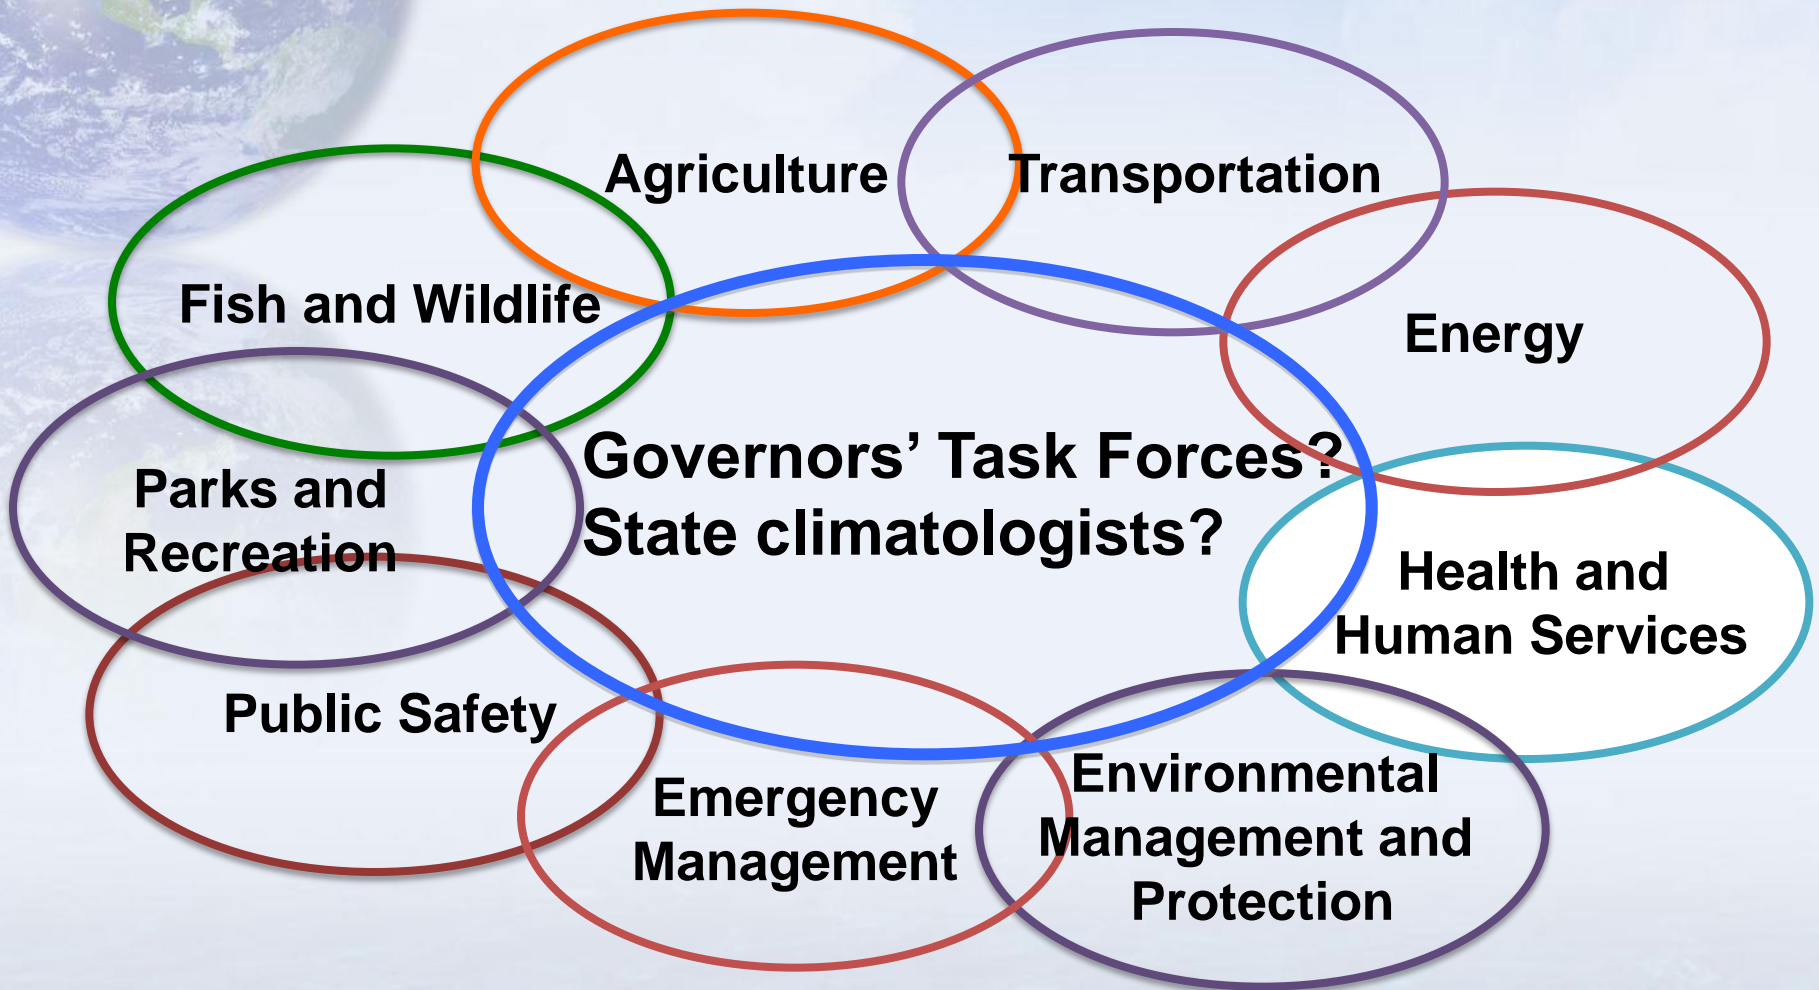 Agriculture
Transportation
Fish and Wildlife
Energy
Governors’ Task Forces?
State climatologists?
Parks and
Recreation
Health and
Human Services
Public Safety
Emergency
Management
Environmental
Management and
Protection